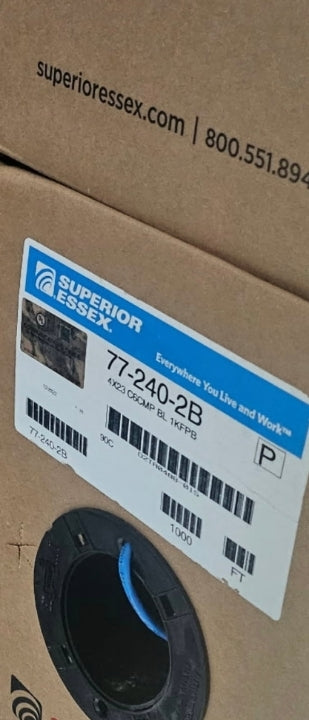 superioressex.com | 800.551.894
SUPERIOR
ESSEX
Everywhere You Live and Work™
77-240-2B
4X23 C6CMP BL 1KFPB
P
90C
77-240-2B
1000
FT